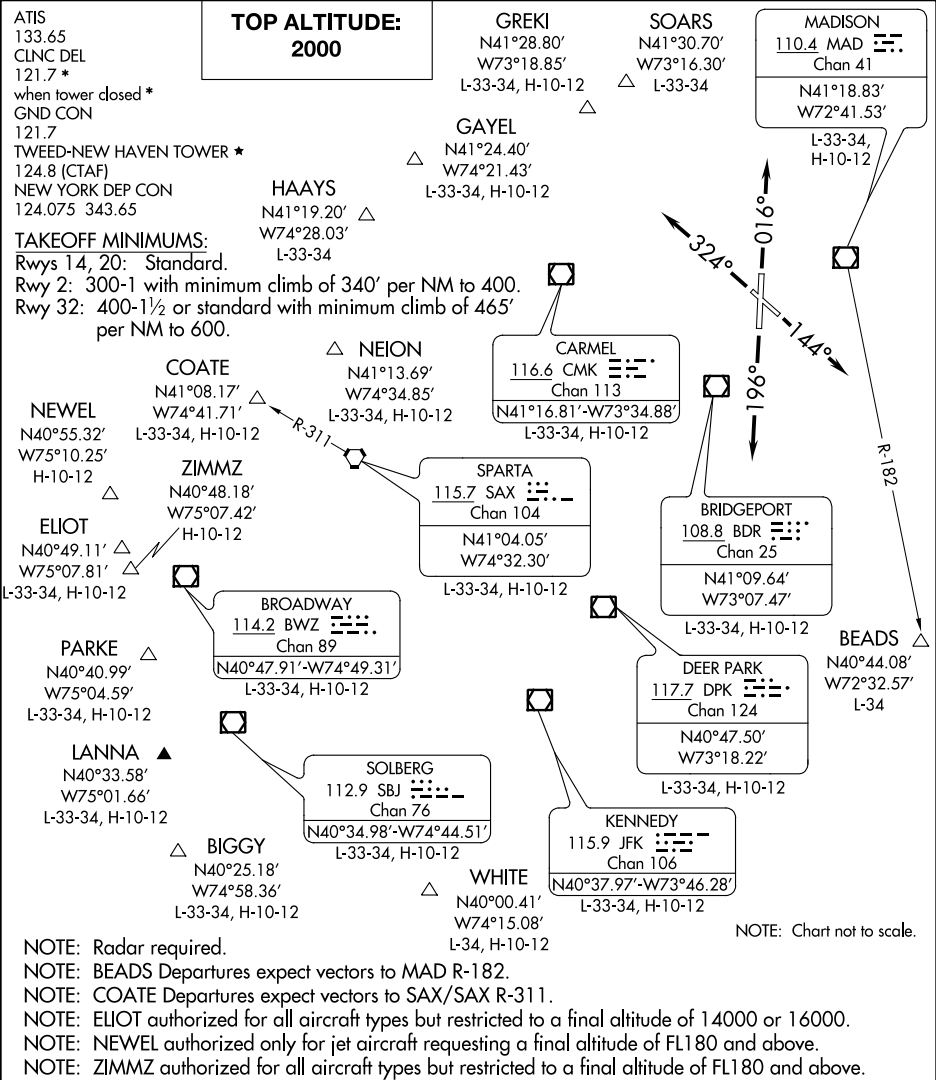 ATIS
133.65
CLNC DEL
121.7 *
when tower closed *
GND CON
121.7
TWEED-NEW HAVEN TOWER ★
124.8 (CTAF)
NEW YORK DEP CON
124.075 343.65
TOP ALTITUDE:
2000
TAKEOFF MINIMUMS:
Rwys 14, 20: Standard.
Rwy 2: 300-1 with minimum climb of 340' per NM to 400.
Rwy 32: 400-1½ or standard with minimum climb of 465'
per NM to 600.
GREKI
N41°28.80'
W73°18.85'
L-33-34, H-10-12
SOARS
N41°30.70'
W73°16.30'
L-33-34
MADISON
110.4 MAD
Chan 41
N41°18.83'
W72°41.53'
L-33-34,
H-10-12
GAYEL
N41°24.40'
W74°21.43'
L-33-34, H-10-12
HAAYS
N41°19.20'
W74°28.03'
L-33-34
016°
324°
144°
196°
CARMEL
116.6 CMK
Chan 113
N41°16.81'-W73°34.88'
L-33-34, H-10-12
NEION
N41°13.69'
W74°34.85'
L-33-34, H-10-12
COATE
N41°08.17'
W74°41.71'
L-33-34, H-10-12
R-311
NEWEL
N40°55.32'
W75°10.25'
H-10-12
ZIMMZ
N40°48.18'
W75°07.42'
H-10-12
SPARTA
115.7 SAX
Chan 104
N41°04.05'
W74°32.30'
L-33-34, H-10-12
R-182
BRIDGEPORT
108.8 BDR
Chan 25
N41°09.64'
W73°07.47'
L-33-34, H-10-12
ELIOT
N40°49.11'
W75°07.81'
L-33-34, H-10-12
BROADWAY
114.2 BWZ
Chan 89
N40°47.91'-W74°49.31'
L-33-34, H-10-12
BEADS
N40°44.08'
W72°32.57'
L-34
PARKE
N40°40.99'
W75°04.59'
L-33-34, H-10-12
DEER PARK
117.7 DPK
Chan 124
N40°47.50'
W73°18.22'
L-33-34, H-10-12
LANNA
N40°33.58'
W75°01.66'
L-33-34, H-10-12
SOLBERG
112.9 SBJ
Chan 76
N40°34.98'-W74°44.51'
L-33-34, H-10-12
KENNEDY
115.9 JFK
Chan 106
N40°37.97'-W73°46.28'
L-33-34, H-10-12
BIGGY
N40°25.18'
W74°58.36'
L-33-34, H-10-12
WHITE
N40°00.41'
W74°15.08'
L-34, H-10-12
NOTE: Chart not to scale.
NOTE: Radar required.
NOTE: BEADS Departures expect vectors to MAD R-182.
NOTE: COATE Departures expect vectors to SAX/SAX R-311.
NOTE: ELIOT authorized for all aircraft types but restricted to a final altitude of 14000 or 16000.
NOTE: NEWEL authorized only for jet aircraft requesting a final altitude of FL180 and above.
NOTE: ZIMMZ authorized for all aircraft types but restricted to a final altitude of FL180 and above.